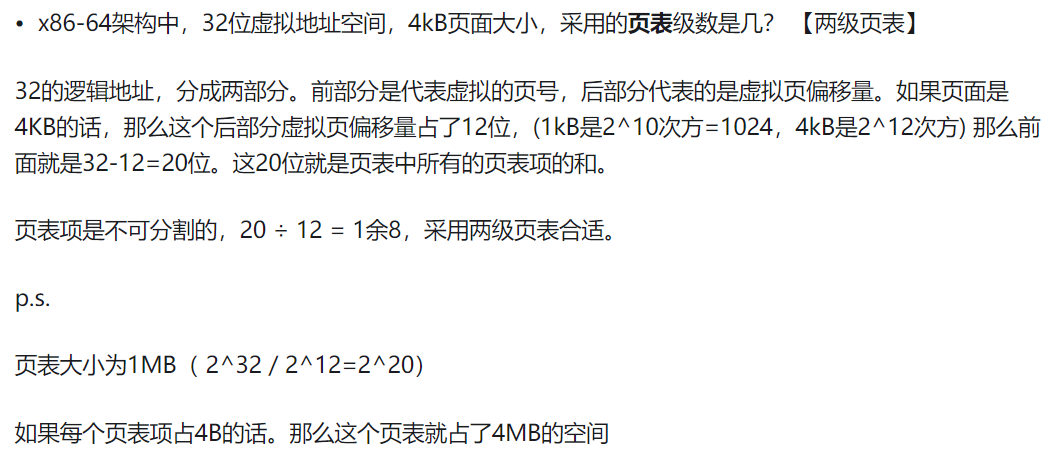 • x86-64架构中，32位虚拟地址空间，4kB页面大小，采用的页表级数是几？ 【两级页表】
32的逻辑地址，分成两部分。前部分是代表虚拟的页号，后部分代表的是虚拟页偏移量。如果页面是
4KB的话，那么这个后部分虚拟页偏移量占了12位，(1kB是2^10次方=1024，4kB是2^12次方) 那么前
面就是32-12=20位。这20位就是页表中所有的页表项的和。
页表项是不可分割的，20 ÷ 12 = 1余8，采用两级页表合适。
p.s.
页表大小为1MB（ 2^32 / 2^12=2^20）
如果每个页表项占4B的话。那么这个页表就占了4MB的空间